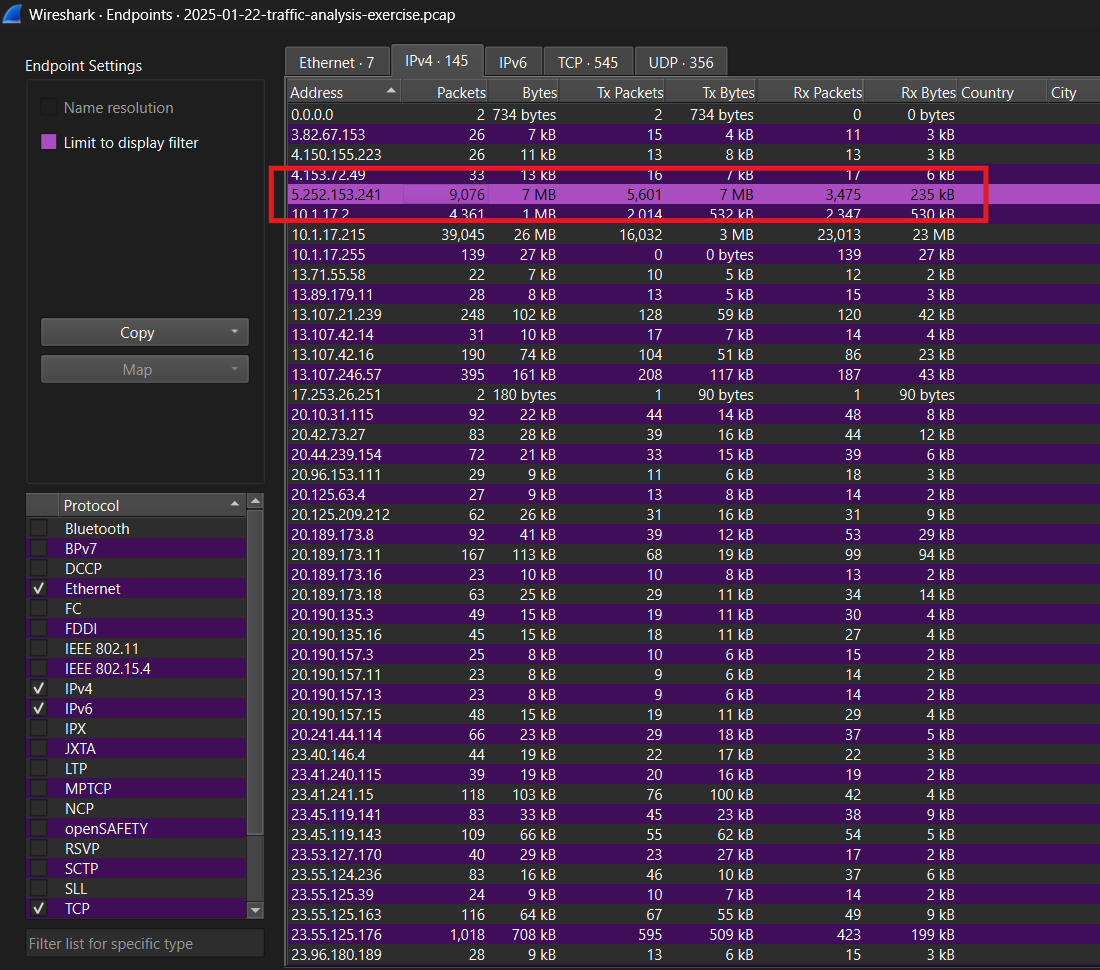 Wireshark · Endpoints · 2025-01-22-traffic-analysis-exercise.pcap
Endpoint Settings
Name resolution
Limit to display filter
Copy
Map
Protocol
Bluetooth
BPv7
DCCP
Ethernet
FC
FDDI
IEEE 802.11
IEEE 802.15.4
IPv4
IPv6
IPX
JXTA
LTP
MPTCP
NCP
openSAFETY
RSVP
SCTP
SLL
TCP
Filter list for specific type
Ethernet · 7 IPv4 · 145 IPv6 TCP · 545 UDP · 356
Address Packets Bytes Tx Packets Tx Bytes Rx Packets Rx Bytes Country City
0.0.0.0 2 734 bytes 2 734 bytes 0 0 bytes
3.82.67.153 26 7 kB 15 4 kB 11 3 kB
4.150.155.223 26 11 kB 13 8 kB 13 3 kB
4.153.72.49 33 13 kB 16 7 kB 17 6 kB
5.252.153.241 9,076 7 MB 5,601 7 MB 3,475 235 kB
10.1.17.2 4,361 1 MB 2,014 532 kB 2,347 530 kB
10.1.17.215 39,045 26 MB 16,032 3 MB 23,013 23 MB
10.1.17.255 139 27 kB 0 0 bytes 139 27 kB
13.71.55.58 22 7 kB 10 5 kB 12 2 kB
13.89.179.11 28 8 kB 13 5 kB 15 3 kB
13.107.21.239 248 102 kB 128 59 kB 120 42 kB
13.107.42.14 31 10 kB 17 7 kB 14 4 kB
13.107.42.16 190 74 kB 104 51 kB 86 23 kB
13.107.246.57 395 161 kB 208 117 kB 187 43 kB
17.253.26.251 2 180 bytes 1 90 bytes 1 90 bytes
20.10.31.115 92 22 kB 44 14 kB 48 8 kB
20.42.73.27 83 28 kB 39 16 kB 44 12 kB
20.44.239.154 72 21 kB 33 15 kB 39 6 kB
20.96.153.111 29 9 kB 11 6 kB 18 3 kB
20.125.63.4 27 9 kB 13 8 kB 14 2 kB
20.125.209.212 62 26 kB 31 16 kB 31 9 kB
20.189.173.8 92 41 kB 39 12 kB 53 29 kB
20.189.173.11 167 113 kB 68 19 kB 99 94 kB
20.189.173.16 23 10 kB 10 8 kB 13 2 kB
20.189.173.18 63 25 kB 29 11 kB 34 14 kB
20.190.135.3 49 15 kB 19 11 kB 30 4 kB
20.190.135.16 45 15 kB 18 11 kB 27 4 kB
20.190.157.3 25 8 kB 10 6 kB 15 2 kB
20.190.157.11 23 8 kB 9 6 kB 14 2 kB
20.190.157.13 23 8 kB 9 6 kB 14 2 kB
20.190.157.15 48 15 kB 19 11 kB 29 4 kB
20.241.44.114 66 23 kB 29 18 kB 37 5 kB
23.40.146.4 44 19 kB 22 17 kB 22 3 kB
23.41.240.115 39 19 kB 20 16 kB 19 2 kB
23.41.241.15 118 103 kB 76 100 kB 42 4 kB
23.45.119.141 83 33 kB 45 23 kB 38 9 kB
23.45.119.143 109 66 kB 55 62 kB 54 5 kB
23.53.127.170 40 29 kB 23 27 kB 17 2 kB
23.55.124.236 83 16 kB 46 10 kB 37 6 kB
23.55.125.39 24 9 kB 10 7 kB 14 2 kB
23.55.125.163 116 64 kB 67 55 kB 49 9 kB
23.55.125.176 1,018 708 kB 595 509 kB 423 199 kB
23.96.180.189 28 9 kB 13 6 kB 15 3 kB